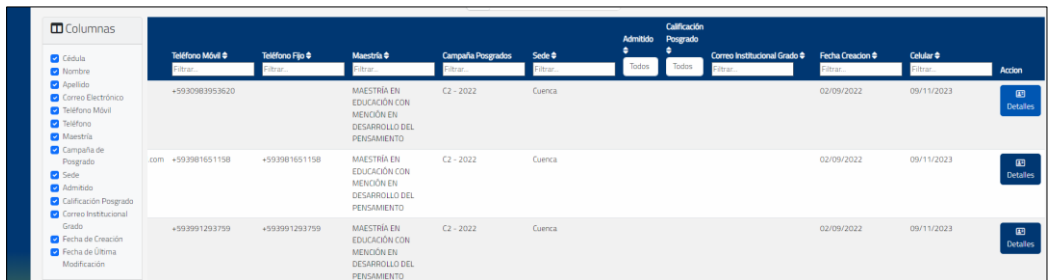 Columnas
Cédula
Nombre
Apellido
Correo Electrónico
Teléfono Móvil
Teléfono
Maestría
Campaña de
Posgrado
Sede
Admitido
Calificación Posgrado
Correo Institucional
Grado
Fecha de Creación
Fecha de Última
Modificación
Teléfono Móvil Teléfono Fijo Maestría Campaña Posgrados Sede Admitido Calificación Posgrado Correo Institucional Grado Fecha Creacion Celular Accion
Filtrar... Filtrar... Filtrar... Filtrar... Filtrar... Todos Todos Filtrar... Filtrar... Filtrar...
+5930983953620 MAESTRÍA EN C2 - 2022 Cuenca 02/09/2022 09/11/2023 Detalles
EDUCACIÓN CON
MENCIÓN EN
DESARROLLO DEL
PENSAMIENTO
.com +593981651158 +593981651158 MAESTRÍA EN C2 - 2022 Cuenca 02/09/2022 09/11/2023 Detalles
EDUCACIÓN CON
MENCIÓN EN
DESARROLLO DEL
PENSAMIENTO
+593991293759 +593991293759 MAESTRÍA EN C2 - 2022 Cuenca 02/09/2022 09/11/2023 Detalles
EDUCACIÓN CON
MENCIÓN EN
DESARROLLO DEL
PENSAMIENTO